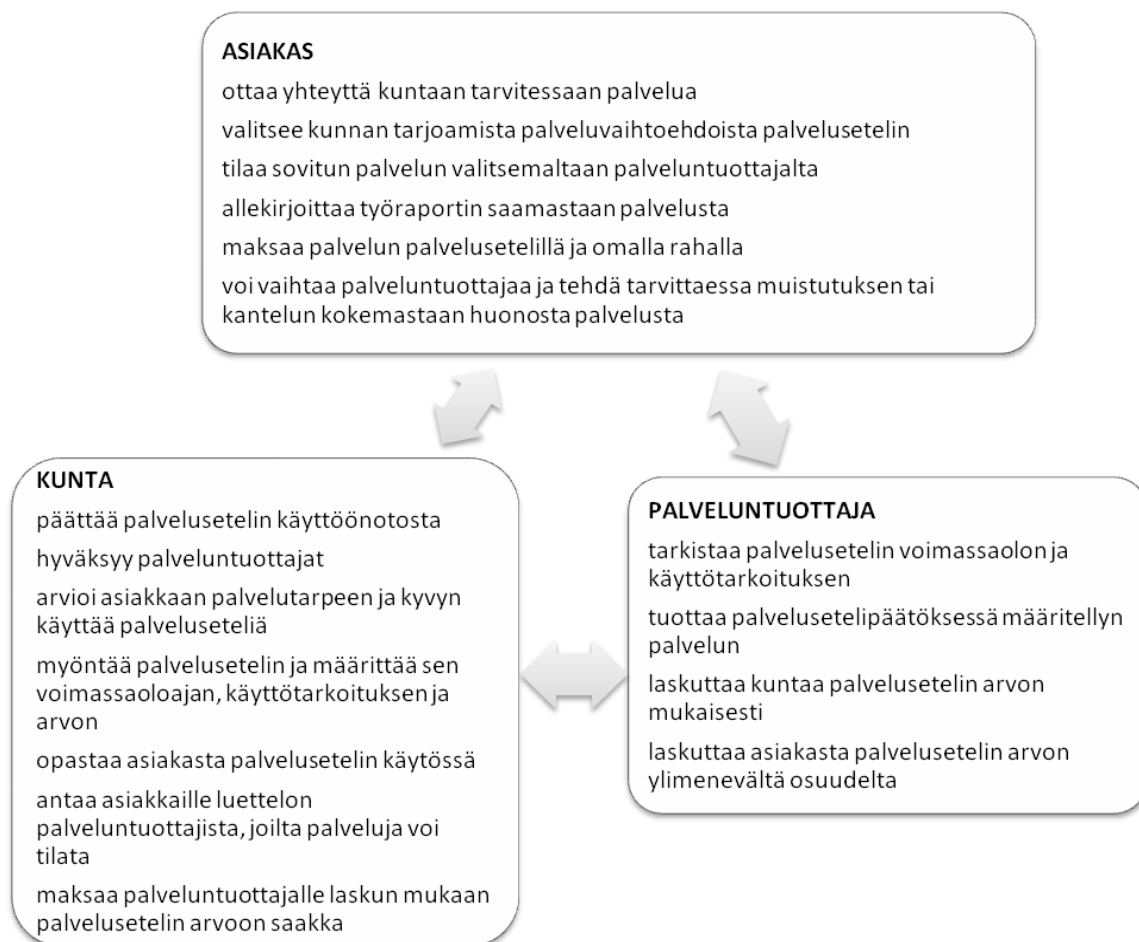 ASIAKAS
ottaa yhteyttä kuntaan tarvitessaan palvelua
valitsee kunnan tarjoamista palveluvaihtoehdoista palvelusetelin
tilaa sovitun palvelun valitsemaltaan palveluntuottajalta
allekirjoittaa työraportin saamastaan palvelusta
maksaa palvelun palvelusetelillä ja omalla rahalla
voi vaihtaa palveluntuottajaa ja tehdä tarvittaessa muistutuksen tai
kantelun kokemastaan huonosta palvelusta
KUNTA
päättää palvelusetelin käyttöönotosta
hyväksyy palveluntuottajat
arvioi asiakkaan palvelutarpeen ja kyvyn
käyttää palveluseteliä
myöntää palvelusetelin ja määrittää sen
voimassaoloajan, käyttötarkoituksen ja
arvon
opastaa asiakasta palvelusetelin käytössä
antaa asiakkaille luettelon
palveluntuottajista, joilta palveluja voi
tilata
maksaa palveluntuottajalle laskun mukaan
palvelusetelin arvoon saakka
PALVELUNTUOTTAJA
tarkistaa palvelusetelin voimassaolon ja
käyttötarkoituksen
tuottaa palvelusetelipäätöksessä määritellyn
palvelun
laskuttaa kuntaa palvelusetelin arvon
mukaisesti
laskuttaa asiakasta palvelusetelin arvon
ylimenevältä osuudelta